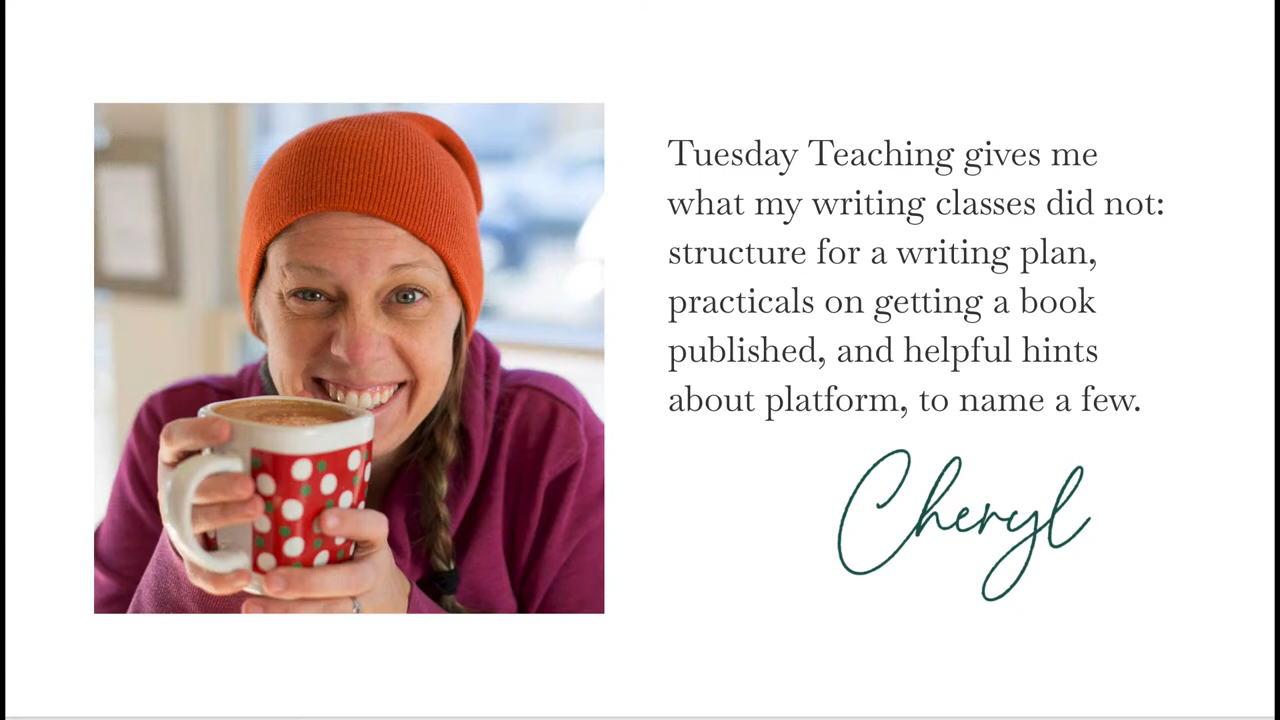 Tuesday Teaching gives me
what my writing classes did not:
structure for a writing plan,
practicals on getting a book
published, and helpful hints
about platform, to name a few.
Cheryl